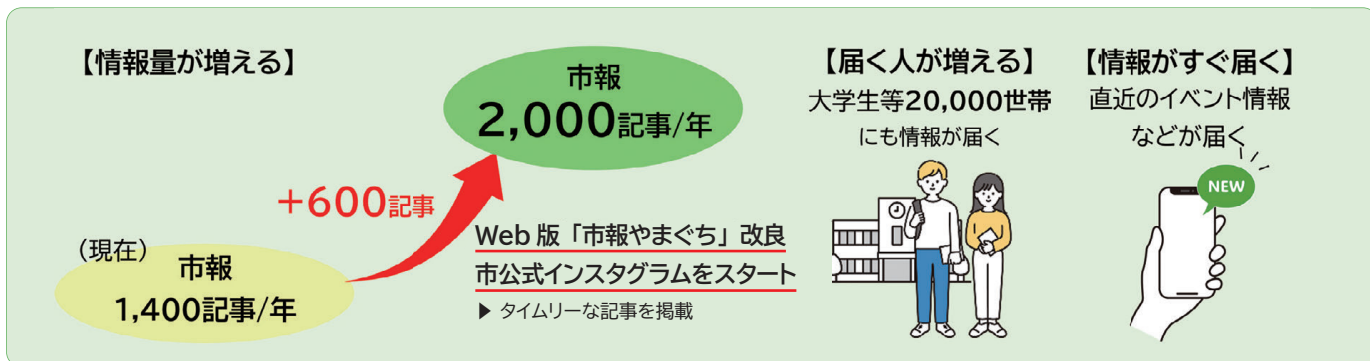 【情報量が増える】
市報
2,000記事/年
+600記事
(現在)
市報
1,400記事/年
Web版「市報やまぐち」改良
市公式インスタグラムをスタート
▶ タイムリーな記事を掲載
【届く人が増える】
大学生等20,000世帯
にも情報が届く
【情報がすぐ届く】
直近のイベント情報
などが届く
NEW